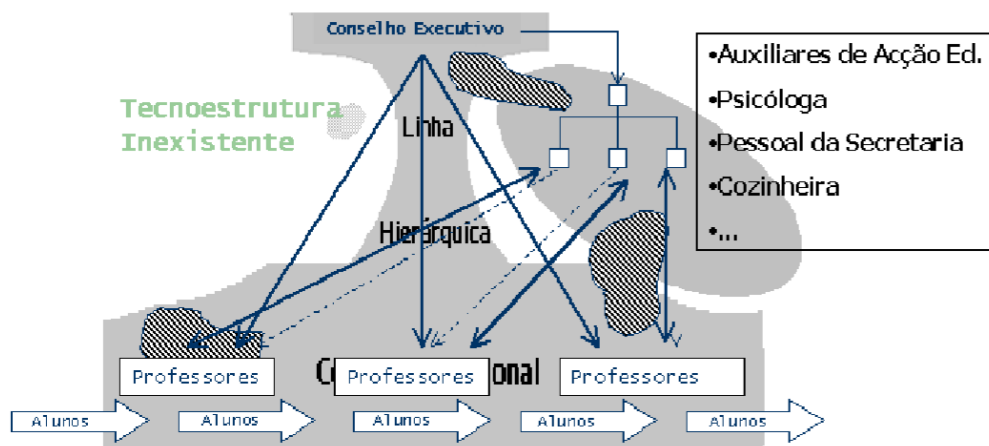 Conselho Executivo
•Auxiliares de Acção Ed.
•Psicóloga
•Pessoal da Secretaria
•Cozinheira
•...
Tecnoestrutura
Inexistente
Linha
Hierárquica
onal
Professores
Professores
Professores
Alunos
Alunos
Alunos
Alunos
Alunos